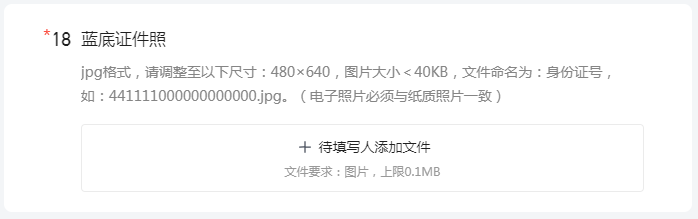 *18 蓝底证件照
jpg格式，请调整至以下尺寸：480×640，图片大小＜40KB，文件命名为：身份证号，
如：441111000000000000.jpg。（电子照片必须与纸质照片一致）
＋ 待填写人添加文件
文件要求：图片，上限0.1MB